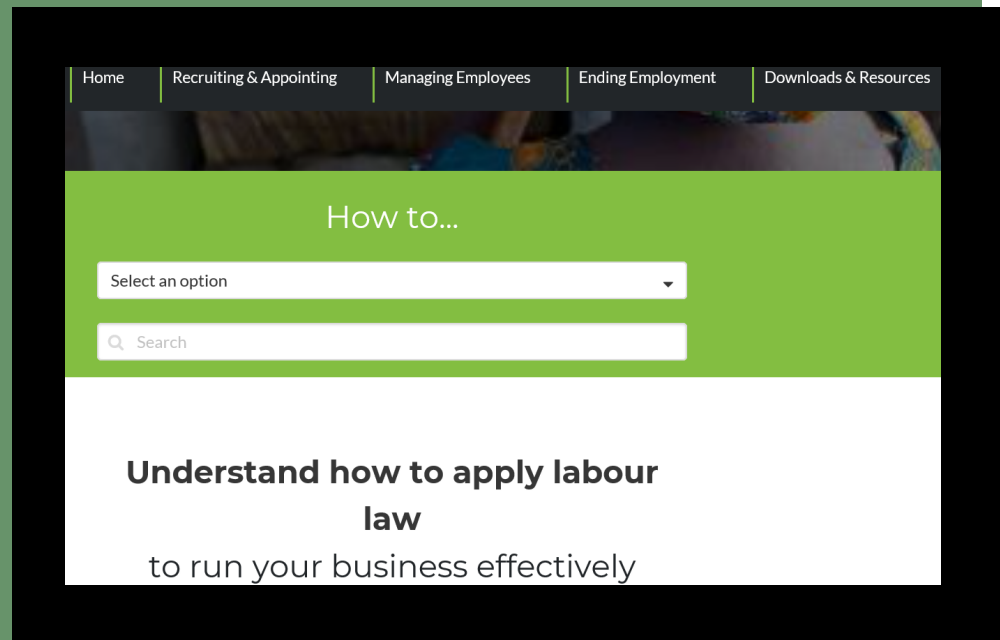 Home Recruiting & Appointing Managing Employees Ending Employment Downloads & Resources
How to...
Select an option
Search
Understand how to apply labour
law
to run your business effectively